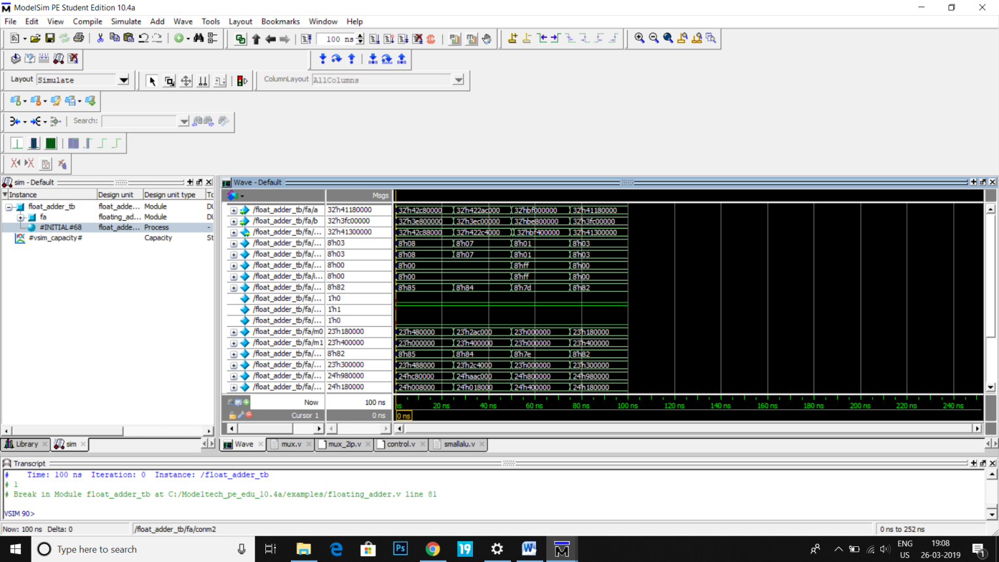 ModelSim PE Student Edition 10.4a
File Edit View Compile Simulate Add Wave Tools Layout Bookmarks Window Help
100 ns
Layout Simulate
ColumnLayout AllColumns
Search:
sim - Default
Instance Design unit Design unit type
float_adder_tb float_adde... Module
fa floating_ad... Module
#INITIAL#68 float_adde... Process -
#vsim_capacity# Capacity
Wave - Default
Msgs
/float_adder_tb/fa/a 32'h41180000 32'h42c80000 32'h422ac000 32'hbf000000 32'h41180000
/float_adder_tb/fa/b 32'h3fc00000 32'h3e800000 32'h3ec00000 32'hbe800000 32'h3fc00000
/float_adder_tb/fa/... 32'h41300000 32'h42c88000 32'h422c4000 32'hbf400000 32'h41300000
/float_adder_tb/fa/... 8'h03 8'h08 8'h07 8'h01 8'h03
/float_adder_tb/fa/... 8'h03 8'h08 8'h07 8'h01 8'h03
/float_adder_tb/fa/... 8'h00 8'h00 8'hff 8'h00
/float_adder_tb/fa/i... 8'h00 8'h00 8'hff 8'h00
/float_adder_tb/fa/... 8'h82 8'h85 8'h84 8'h7d 8'h82
/float_adder_tb/fa/... 1'h0
/float_adder_tb/fa/... 1'h1
/float_adder_tb/fa/... 1'h0
/float_adder_tb/fa/m0 23'h180000 23'h480000 23'h2ac000 23'h000000 23'h180000
/float_adder_tb/fa/m1 23'h400000 23'h000000 23'h400000 23'h000000 23'h400000
/float_adder_tb/fa/... 8'h82 8'h85 8'h84 8'h7e 8'h82
/float_adder_tb/fa/... 23'h300000 23'h488000 23'h2c4000 23'h000000 23'h300000
/float_adder_tb/fa/... 24'h980000 24'hc80000 24'haac000 24'h800000 24'h980000
/float_adder_tb/fa/... 24'h180000 24'h008000 24'h018000 24'h400000 24'h180000
Now 100 ns 20 ns 40 ns 60 ns 80 ns 100 ns 120 ns 140 ns 160 ns 180 ns 200 ns 220 ns 240 ns
Cursor 1 0 ns 0 ns
Library sim Wave mux.v mux_2ip.v control.v smallalu.v
Transcript
# Time: 100 ns Iteration: 0 Instance: /float_adder_tb
# 1
# Break in Module float_adder_tb at C:/Modeltech_pe_edu_10.4a/examples/floating_adder.v line 81
VSIM 90>
Now: 100 ns Delta: 0 /float_adder_tb/fa/conm2 0 ns to 252 ns
Type here to search
Ps
19
ENG
US
19:08
26-03-2019
1